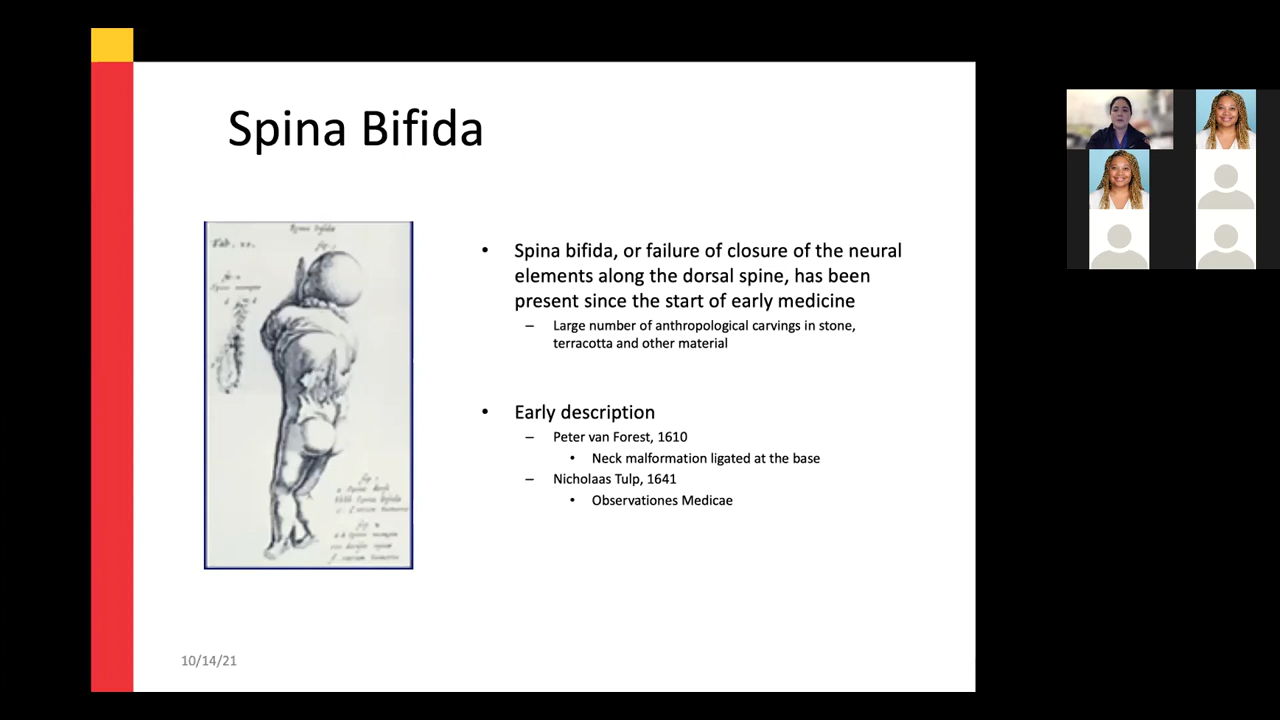 Spina Bifida
• Spina bifida, or failure of closure of the neural
elements along the dorsal spine, has been
present since the start of early medicine
– Large number of anthropological carvings in stone,
terracotta and other material
• Early description
– Peter van Forest, 1610
• Neck malformation ligated at the base
– Nicholaas Tulp, 1641
• Observationes Medicae
10/14/21